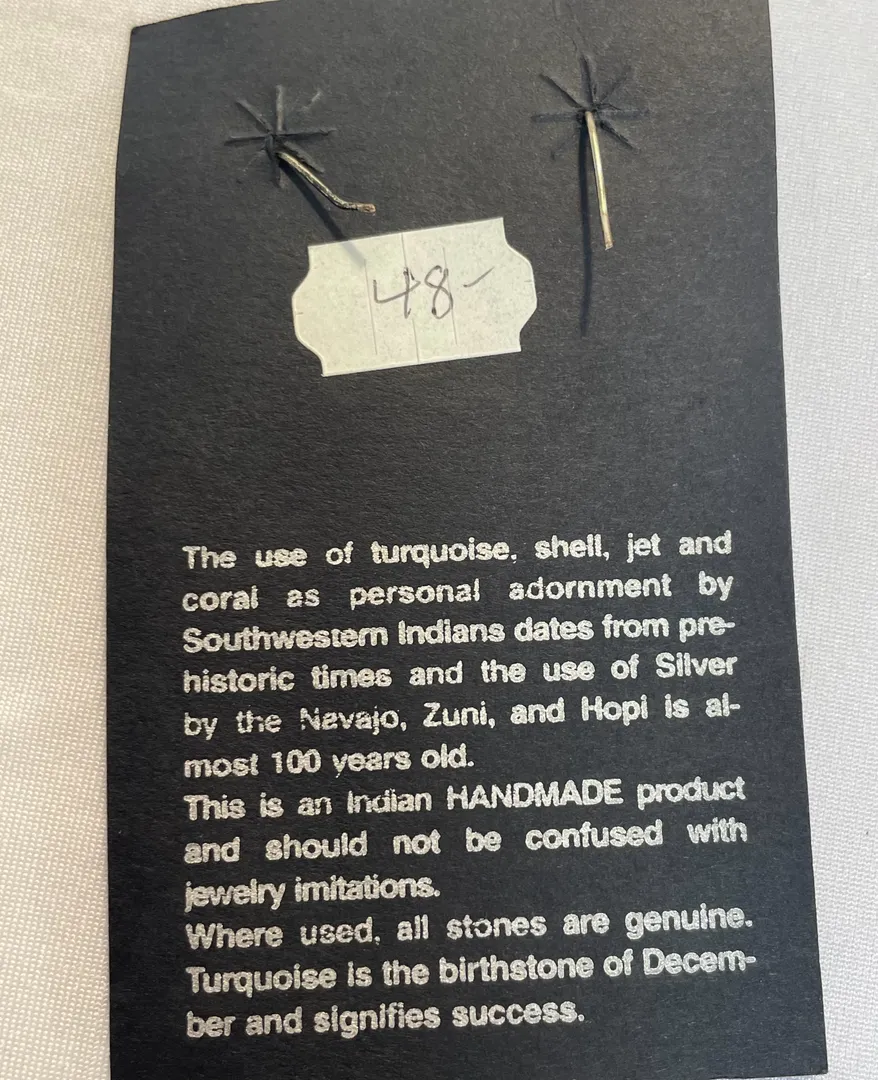 48-
The use of turquoise, shell, jet and
coral as personal adornment by
Southwestern Indians dates from pre-
historic times and the use of Silver
by the Navajo, Zuni, and Hopi is al-
most 100 years old.
This is an Indian HANDMADE product
and should not be confused with
jewelry imitations.
Where used, all stones are genuine.
Turquoise is the birthstone of Decem-
ber and signifies success.